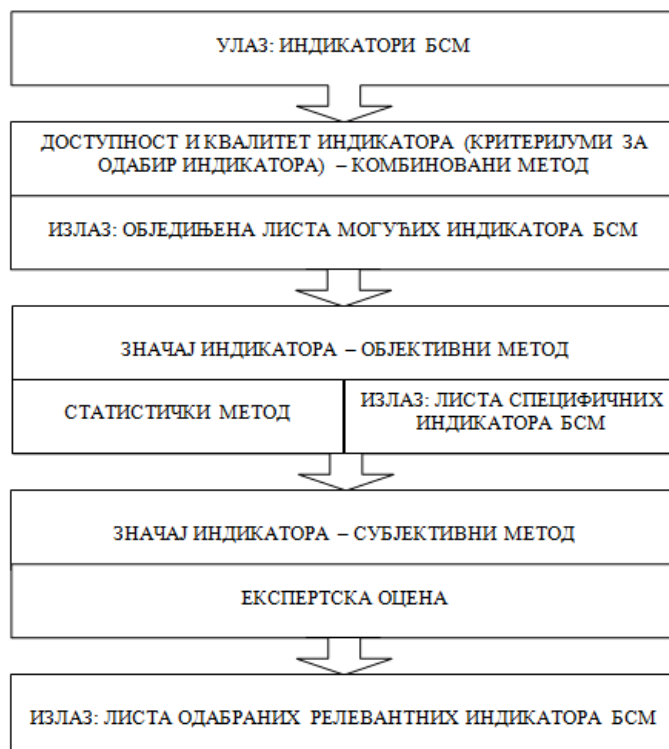 УЛАЗ: ИНДИКАТОРИ БСМ
ДОСТУПНОСТ И КВАЛИТЕТ ИНДИКАТОРА (КРИТЕРИЈУМИ ЗА
ОДАБИР ИНДИКАТОРА) – КОМБИНОВАНИ МЕТОД
ИЗЛАЗ: ОБЈЕДИЊЕНА ЛИСТА МОГУЋИХ ИНДИКАТОРА БСМ
ЗНАЧАЈ ИНДИКАТОРА – ОБЈЕКТИВНИ МЕТОД
СТАТИСТИЧКИ МЕТОД
ИЗЛАЗ: ЛИСТА СПЕЦИФИЧНИХ
ИНДИКАТОРА БСМ
ЗНАЧАЈ ИНДИКАТОРА – СУБЈЕКТИВНИ МЕТОД
ЕКСПЕРТСКА ОЦЕНА
ИЗЛАЗ: ЛИСТА ОДАБРАНИХ РЕЛЕВАНТНИХ ИНДИКАТОРА БСМ